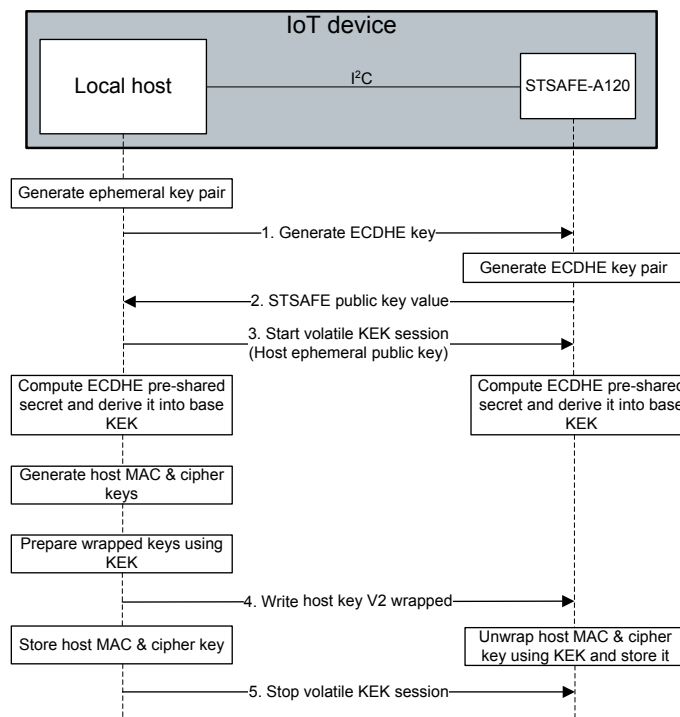 IoT device
Local host
I²C
STSAFE-A120
Generate ephemeral key pair
1. Generate ECDHE key
Generate ECDHE key pair
2. STSAFE public key value
3. Start volatile KEK session
(Host ephemeral public key)
Compute ECDHE pre-shared
secret and derive it into base
KEK
Compute ECDHE pre-shared
secret and derive it into base
KEK
Generate host MAC & cipher
keys
Prepare wrapped keys using
KEK
4. Write host key V2 wrapped
Store host MAC & cipher key
Unwrap host MAC & cipher
key using KEK and store it
5. Stop volatile KEK session